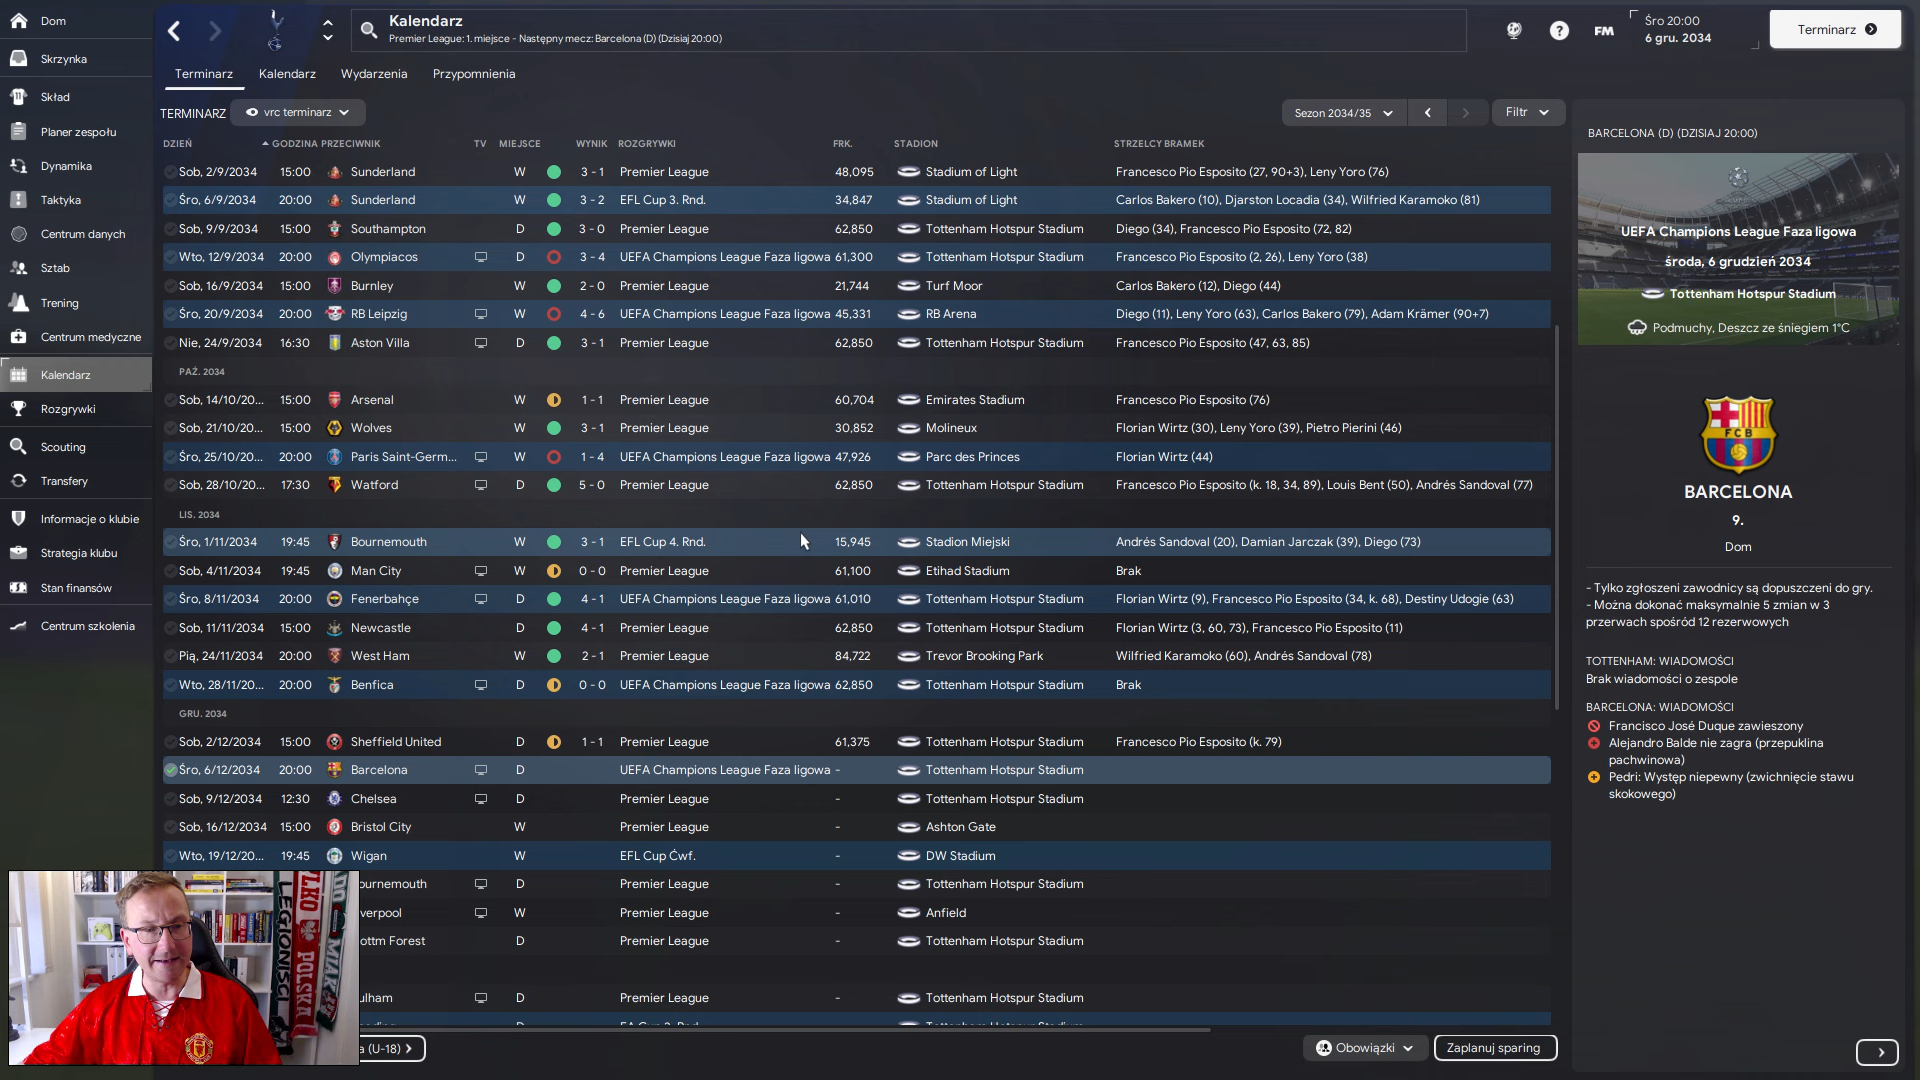 Dom
Skrzynka
Skład
Planer zespołu
Dynamika
Taktyka
Centrum danych
Sztab
Trening
Centrum medyczne
Kalendarz
Rozgrywki
Scouting
Transfery
Informacje o klubie
Strategia klubu
Stan finansów
Centrum szkolenia
Kalendarz
Premier League: 1. miejsce - Następny mecz: Barcelona (D) (Dzisiaj 20:00)
FM
Śro 20:00
6 gru. 2034
Terminarz
Terminarz Kalendarz Wydarzenia Przypomnienia
TERMINARZ vrc terminarz Sezon 2034/35 Filtr
DZIEŃ GODZINA PRZECIWNIK TV MIEJSCE WYNIK ROZGRYWKI FRK. STADION STRZELCY BRAMEK
Sob, 2/9/2034 15:00 Sunderland W 3 - 1 Premier League 48,095 Stadium of Light Francesco Pio Esposito (27, 90+3), Leny Yoro (76)
Śro, 6/9/2034 20:00 Sunderland W 3 - 2 EFL Cup 3. Rnd. 34,847 Stadium of Light Carlos Bakero (10), Djarston Locadia (34), Wilfried Karamoko (81)
Sob, 9/9/2034 15:00 Southampton D 3 - 0 Premier League 62,850 Tottenham Hotspur Stadium Diego (34), Francesco Pio Esposito (72, 82)
Wto, 12/9/2034 20:00 Olympiacos D 3 - 4 UEFA Champions League Faza ligowa 61,300 Tottenham Hotspur Stadium Francesco Pio Esposito (2, 26), Leny Yoro (38)
Sob, 16/9/2034 15:00 Burnley W 2 - 0 Premier League 21,744 Turf Moor Carlos Bakero (12), Diego (44)
Śro, 20/9/2034 20:00 RB Leipzig W 4 - 6 UEFA Champions League Faza ligowa 45,331 RB Arena Diego (11), Leny Yoro (63), Carlos Bakero (79), Adam Krämer (90+7)
Nie, 24/9/2034 16:30 Aston Villa D 3 - 1 Premier League 62,850 Tottenham Hotspur Stadium Francesco Pio Esposito (47, 63, 85)
PAŹ. 2034
Sob, 14/10/20... 15:00 Arsenal W 1 - 1 Premier League 60,704 Emirates Stadium Francesco Pio Esposito (76)
Sob, 21/10/20... 15:00 Wolves W 3 - 1 Premier League 30,852 Molineux Florian Wirtz (30), Leny Yoro (39), Pietro Pierini (46)
Śro, 25/10/20... 20:00 Paris Saint-Germ... W 1 - 4 UEFA Champions League Faza ligowa 47,926 Parc des Princes Florian Wirtz (44)
Sob, 28/10/20... 17:30 Watford D 5 - 0 Premier League 62,850 Tottenham Hotspur Stadium Francesco Pio Esposito (k. 18, 34, 89), Louis Bent (50), Andrés Sandoval (77)
LIS. 2034
Śro, 1/11/2034 19:45 Bournemouth W 3 - 1 EFL Cup 4. Rnd. 15,945 Stadion Miejski Andrés Sandoval (20), Damian Jarczak (39), Diego (73)
Sob, 4/11/2034 19:45 Man City W 0 - 0 Premier League 61,100 Etihad Stadium Brak
Śro, 8/11/2034 20:00 Fenerbahçe D 4 - 1 UEFA Champions League Faza ligowa 61,010 Tottenham Hotspur Stadium Florian Wirtz (9), Francesco Pio Esposito (34, k. 68), Destiny Udogie (63)
Sob, 11/11/2034 15:00 Newcastle D 4 - 1 Premier League 62,850 Tottenham Hotspur Stadium Florian Wirtz (3, 60, 73), Francesco Pio Esposito (11)
Pią, 24/11/2034 20:00 West Ham W 2 - 1 Premier League 84,722 Trevor Brooking Park Wilfried Karamoko (60), Andrés Sandoval (78)
Wto, 28/11/20... 20:00 Benfica D 0 - 0 UEFA Champions League Faza ligowa 62,850 Tottenham Hotspur Stadium Brak
GRU. 2034
Sob, 2/12/2034 15:00 Sheffield United D 1 - 1 Premier League 61,375 Tottenham Hotspur Stadium Francesco Pio Esposito (k. 79)
Śro, 6/12/2034 20:00 Barcelona D UEFA Champions League Faza ligowa - Tottenham Hotspur Stadium
Sob, 9/12/2034 12:30 Chelsea D Premier League - Tottenham Hotspur Stadium
Sob, 16/12/2034 15:00 Bristol City W Premier League - Ashton Gate
Wto, 19/12/20... 19:45 Wigan W EFL Cup Ćwf. - DW Stadium
ournemouth D Premier League - Tottenham Hotspur Stadium
verpool W Premier League - Anfield
ottm Forest D Premier League - Tottenham Hotspur Stadium
ulham D Premier League - Tottenham Hotspur Stadium
a (U-18)
Obowiązki
Zaplanuj sparing
BARCELONA (D) (DZISIAJ 20:00)
UEFA Champions League Faza ligowa
środa, 6 grudzień 2034
Tottenham Hotspur Stadium
Podmuchy, Deszcz ze śniegiem 1°C
FCB
BARCELONA
9.
Dom
- Tylko zgłoszeni zawodnicy są dopuszczeni do gry.
- Można dokonać maksymalnie 5 zmian w 3
przerwach spośród 12 rezerwowych
TOTTENHAM: WIADOMOŚCI
Brak wiadomości o zespole
BARCELONA: WIADOMOŚCI
Francisco José Duque zawieszony
Alejandro Balde nie zagra (przepuklina
pachwinowa)
Pedri: Występ niepewny (zwichnięcie stawu
skokowego)
LEGIONIŚCI
POLSKA